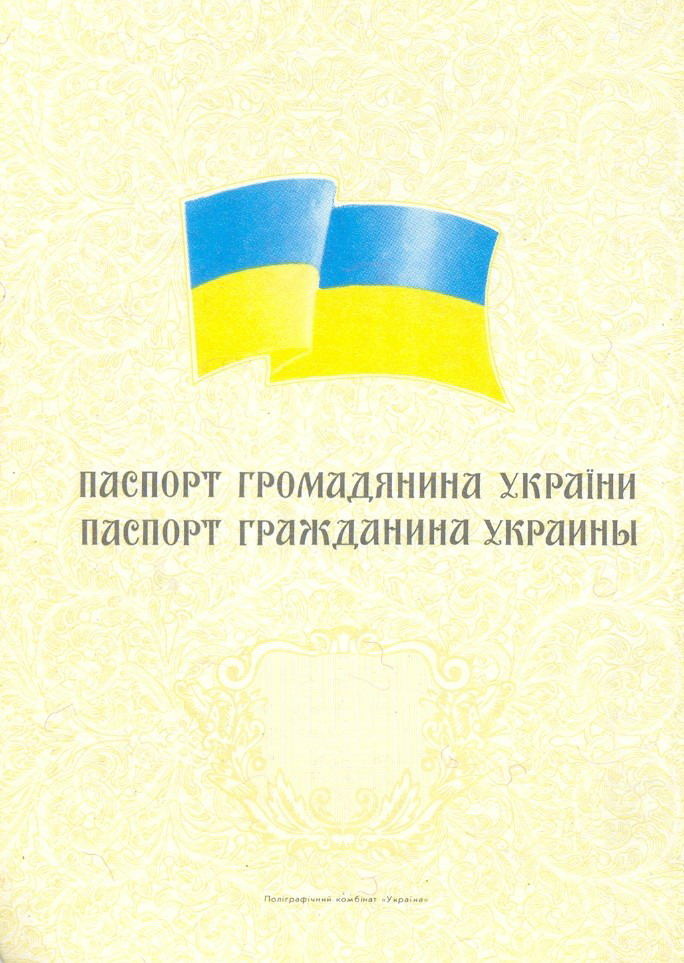 ПАСПОРТ ГРОМАДЯНИНА УКРАЇНИ
ПАСПОРТ ГРАЖДАНИНА УКРАИНЫ
Поліграфічний комбінат «Україна»